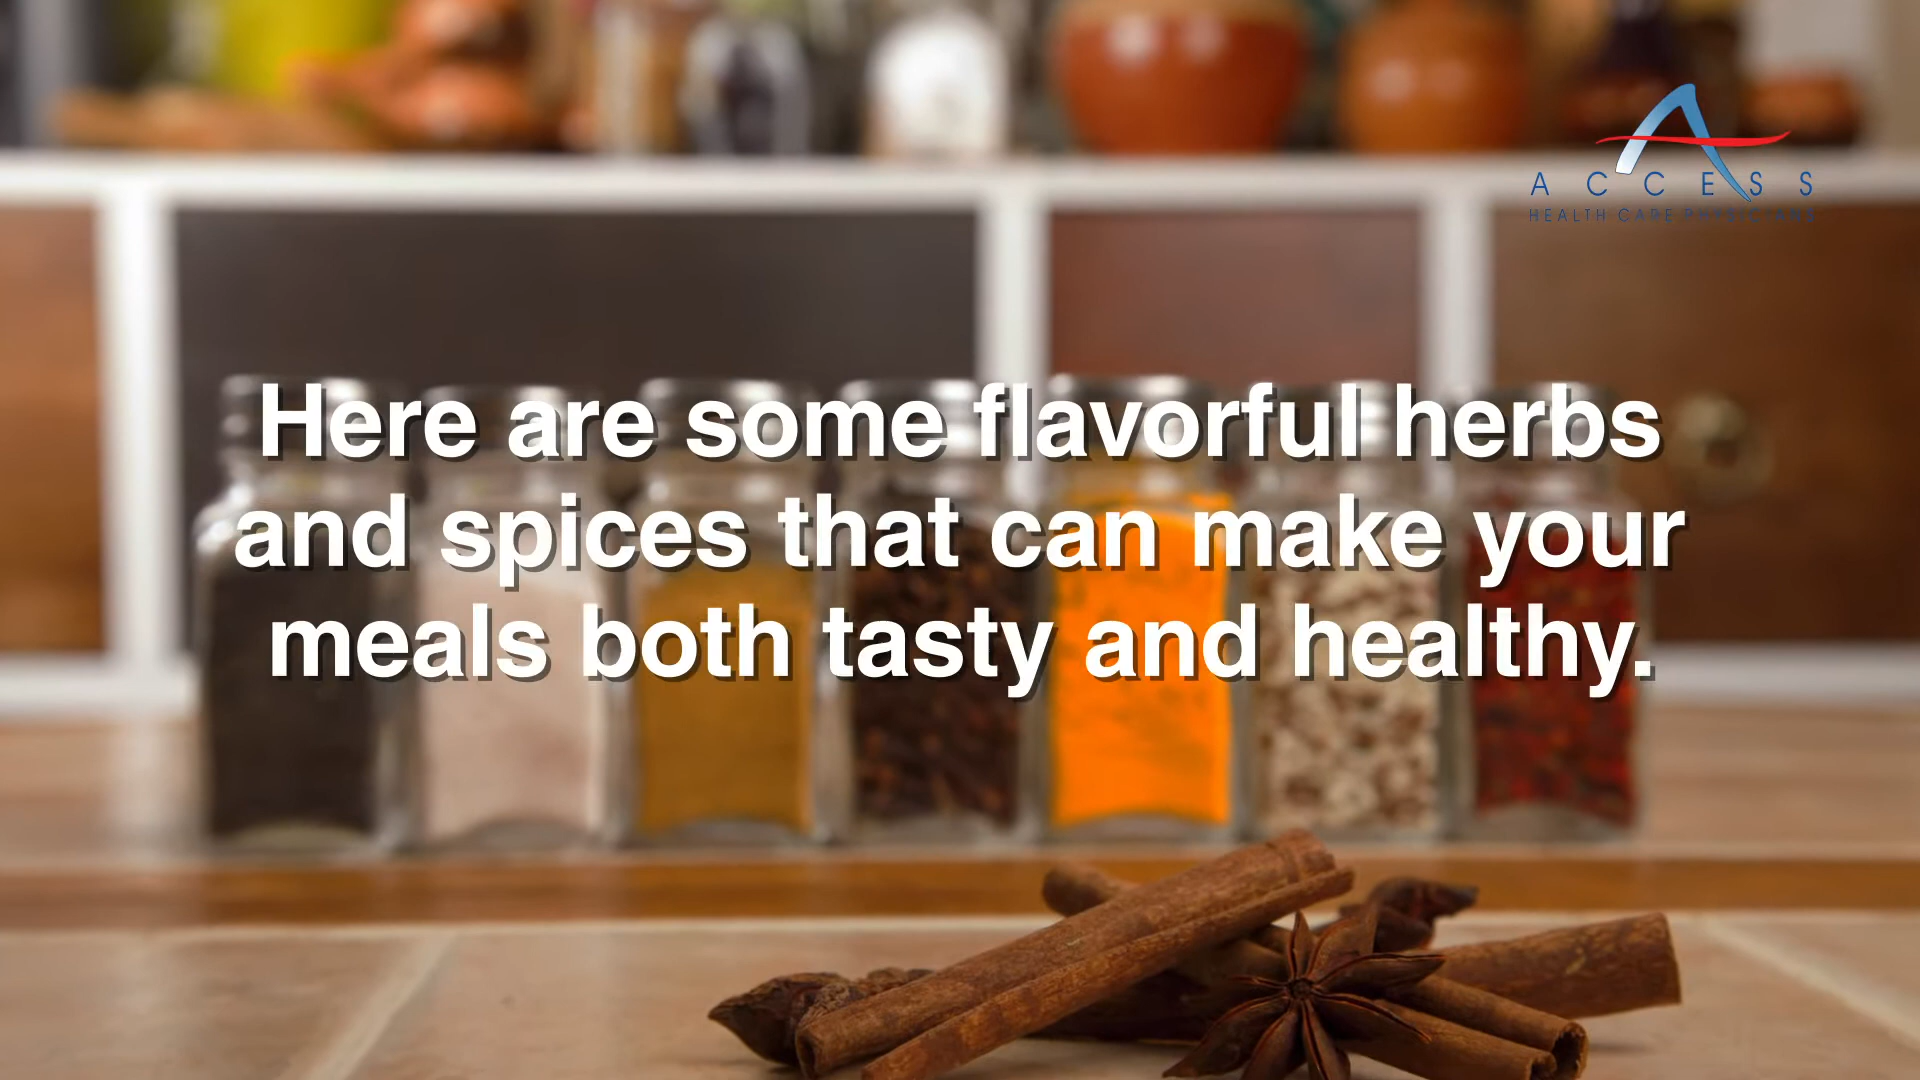 ACCESS
HEALTH CARE PHYSICIANS
Here are some flavorful herbs
and spices that can make your
meals both tasty and healthy.